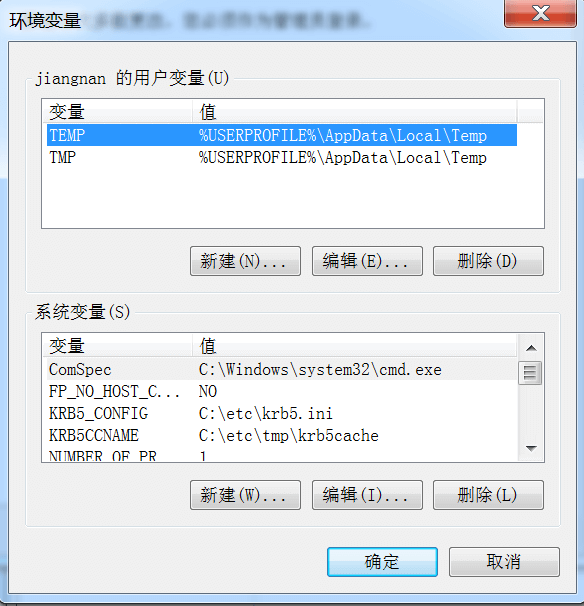 环境变量
jiangnan 的用户变量(U)
变量 值
TEMP %USERPROFILE%\AppData\Local\Temp
TMP %USERPROFILE%\AppData\Local\Temp
新建(N)... 编辑(E)... 删除(D)
系统变量(S)
变量 值
ComSpec C:\Windows\system32\cmd.exe
FP_NO_HOST_C... NO
KRB5_CONFIG C:\etc\krb5.ini
KRB5CCNAME C:\etc\tmp\krb5cache
NUMBER_OF_PR 1
新建(W)... 编辑(I)... 删除(L)
确定 取消